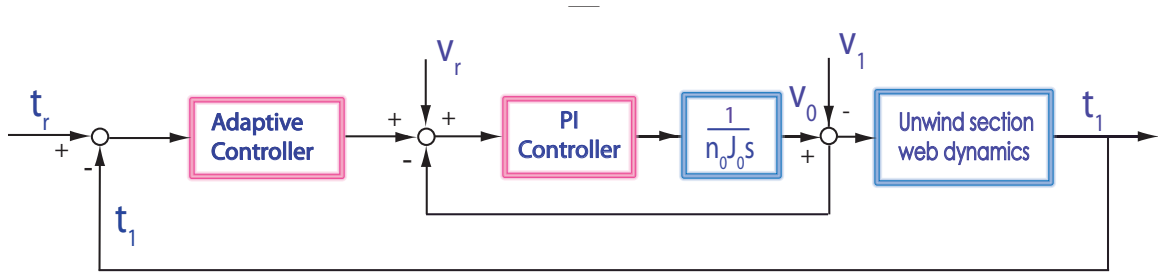 t_r
+
-
t_1
Adaptive
Controller
+
-
v_r
+
PI
Controller
1
n_0J_0s
v_0
+
v_1
-
Unwind section
web dynamics
t_1